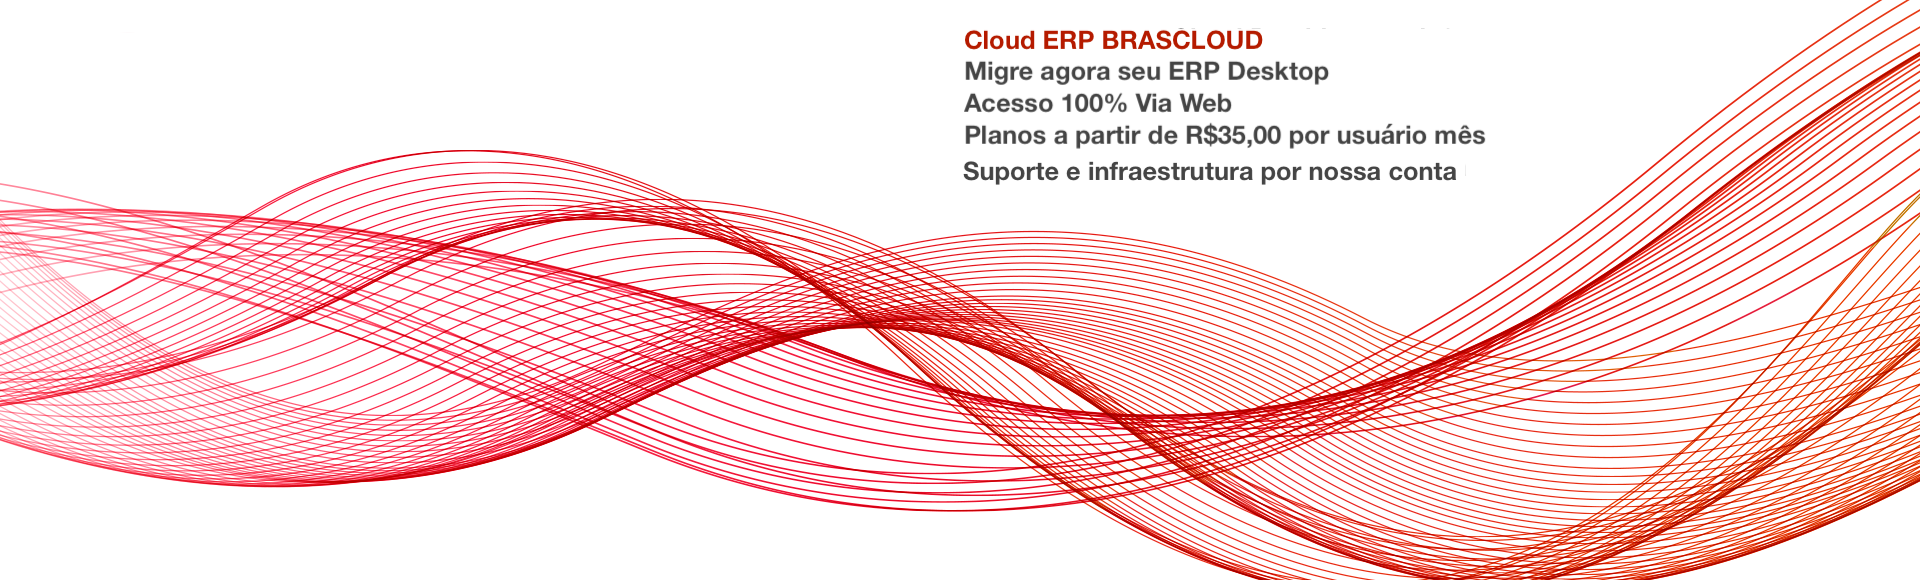 Cloud ERP BRASCLOUD
Migre agora seu ERP Desktop
Acesso 100% Via Web
Planos a partir de R$35,00 por usuário mês
Suporte e infraestrutura por nossa conta